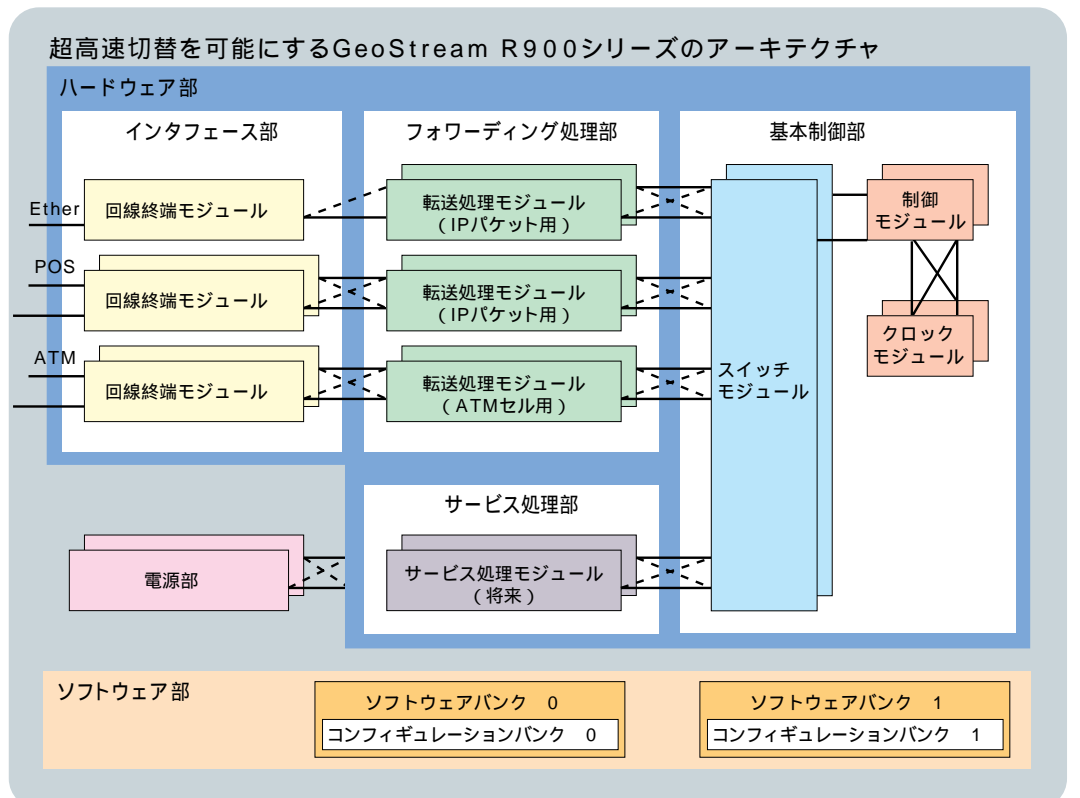 超高速切替を可能にするGeoStream R900シリーズのアーキテクチャ
ハードウェア部
インタフェース部
フォワーディング処理部
基本制御部
Ether
回線終端モジュール
転送処理モジュール
(IPパケット用)
制御
モジュール
POS
回線終端モジュール
転送処理モジュール
(IPパケット用)
クロック
モジュール
ATM
回線終端モジュール
転送処理モジュール
(ATMセル用)
スイッチ
モジュール
サービス処理部
電源部
サービス処理モジュール
(将来)
ソフトウェア部
ソフトウェアバンク 0
コンフィギュレーションバンク 0
ソフトウェアバンク 1
コンフィギュレーションバンク 1